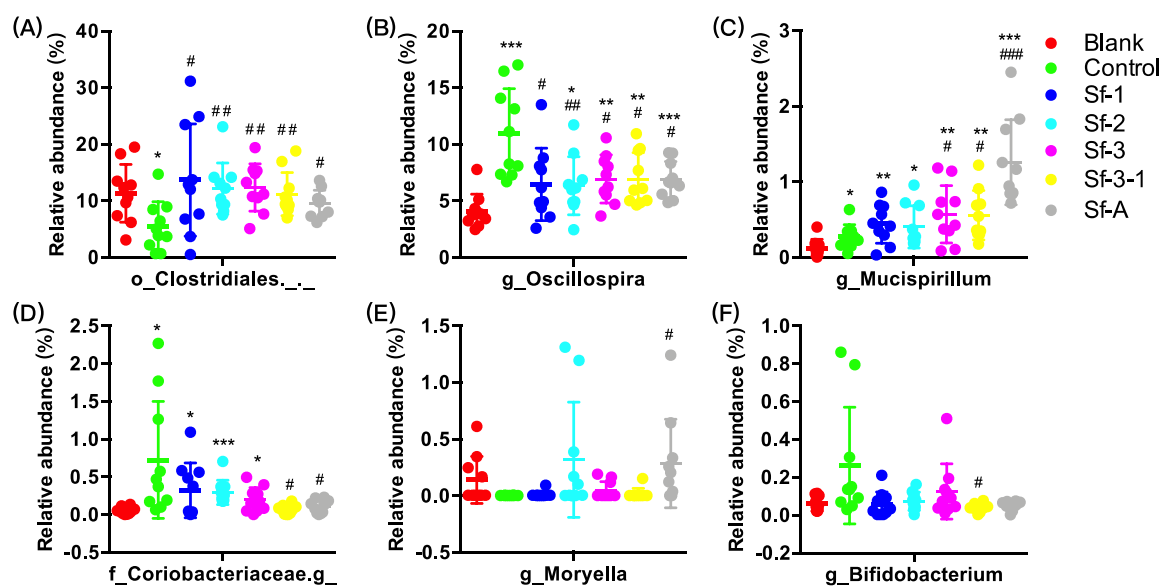 (A)
Relative abundance (%)
40
30
20
10
0
*
#
##
##
##
#
o_Clostridiales._._
(B)
Relative abundance (%)
20
15
10
5
0
***
#
*
##
**
#
**
#
***
#
g_Oscillospira
(C)
Relative abundance (%)
3
2
1
0
*
**
*
**
#
**
#
***
###
g_Mucispirillum
Blank
Control
Sf-1
Sf-2
Sf-3
Sf-3-1
Sf-A
(D)
Relative abundance (%)
2.5
2.0
1.5
1.0
0.5
0.0
-0.5
*
*
***
*
#
#
f_Coriobacteriaceae.g_
(E)
Relative abundance (%)
1.5
1.0
0.5
0.0
-0.5
#
g_Moryella
(F)
Relative abundance (%)
1.0
0.8
0.6
0.4
0.2
0.0
-0.2
#
g_Bifidobacterium